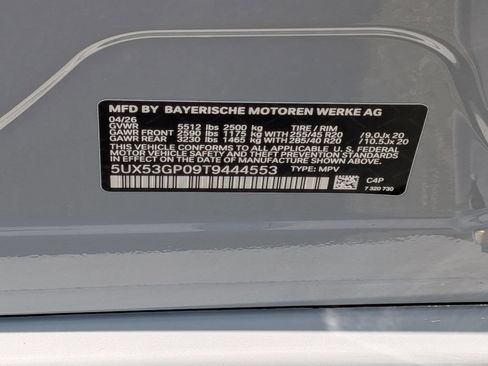 MFD BY BAYERISCHE MOTOREN WERKE AG
04/26
GVWR 5512 lbs 2500 kg TIRE / RIM
GAWR FRONT 2590 lbs 1175 kg with 255/45 R20 /9.0Jx 20
GAWR REAR 3230 lbs 1465 kg with 285/40 R20 /10.5Jx 20
THIS VEHICLE CONFORMS TO ALL APPLICABLE U. S. FEDERAL
MOTOR VEHICLE SAFETY, BUMPER, AND
THEFT PREVENTION STANDARDS IN EFFECT ON
THE DATE OF MANUFACTURE SHOWN ABOVE.
5UX53GP09T9444553 TYPE: MPV
C4P
7 320 730